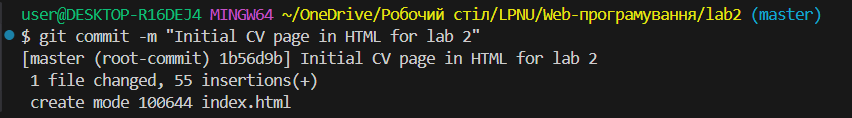 user@DESKTOP-R16DEJ4 MINGW64 ~/OneDrive/Робочий стіл/LPNU/Web-програмування/lab2 (master)
$ git commit -m "Initial CV page in HTML for lab 2"
[master (root-commit) 1b56d9b] Initial CV page in HTML for lab 2
 1 file changed, 55 insertions(+)
 create mode 100644 index.html